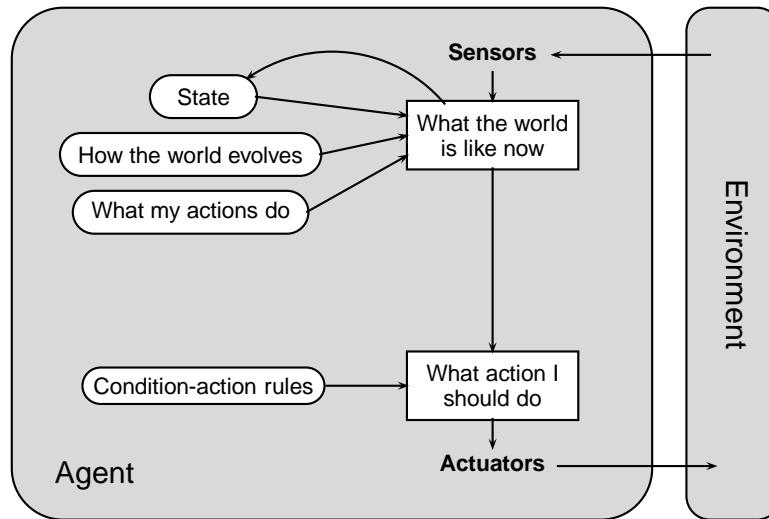 Sensors
State
What the world
is like now
How the world evolves
What my actions do
Environment
Condition-action rules
What action I
should do
Agent
Actuators